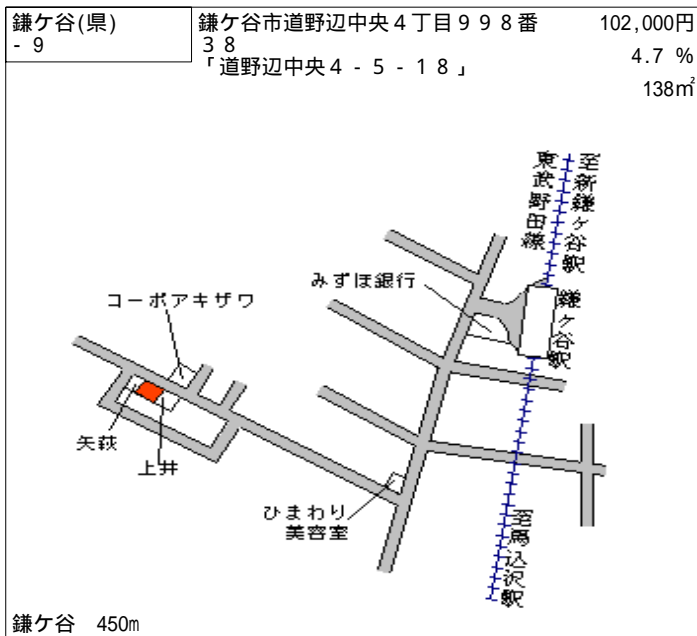 鎌ケ谷(県)
- 9
鎌ケ谷市道野辺中央４丁目９９８番
３８
「道野辺中央４－５－１８」
102,000円
4.7 %
138㎡
至新鎌ヶ谷駅
東武野田線
みずほ銀行
鎌ヶ谷駅
コーポアキザワ
矢萩
上井
ひまわり
美容室
至馬込沢駅
鎌ケ谷 450m